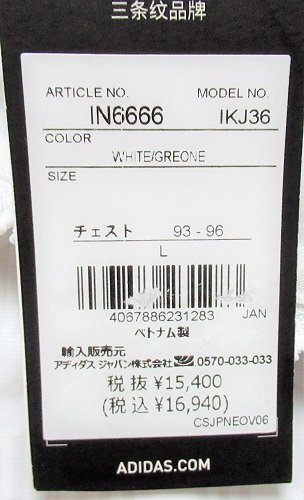 三条纹品牌
ARTICLE NO. MODEL NO.
IN6666 IKJ36
COLOR
WHITE/GREONE
SIZE
チェスト 93 - 96
L
4067886231283 JAN
ベトナム製
輸入販売元
アディダス ジャパン株式会社 0570-033-033
税 抜 ¥15,400
(税 込 ¥16,940)
CSJPNEOV06
ADIDAS.COM